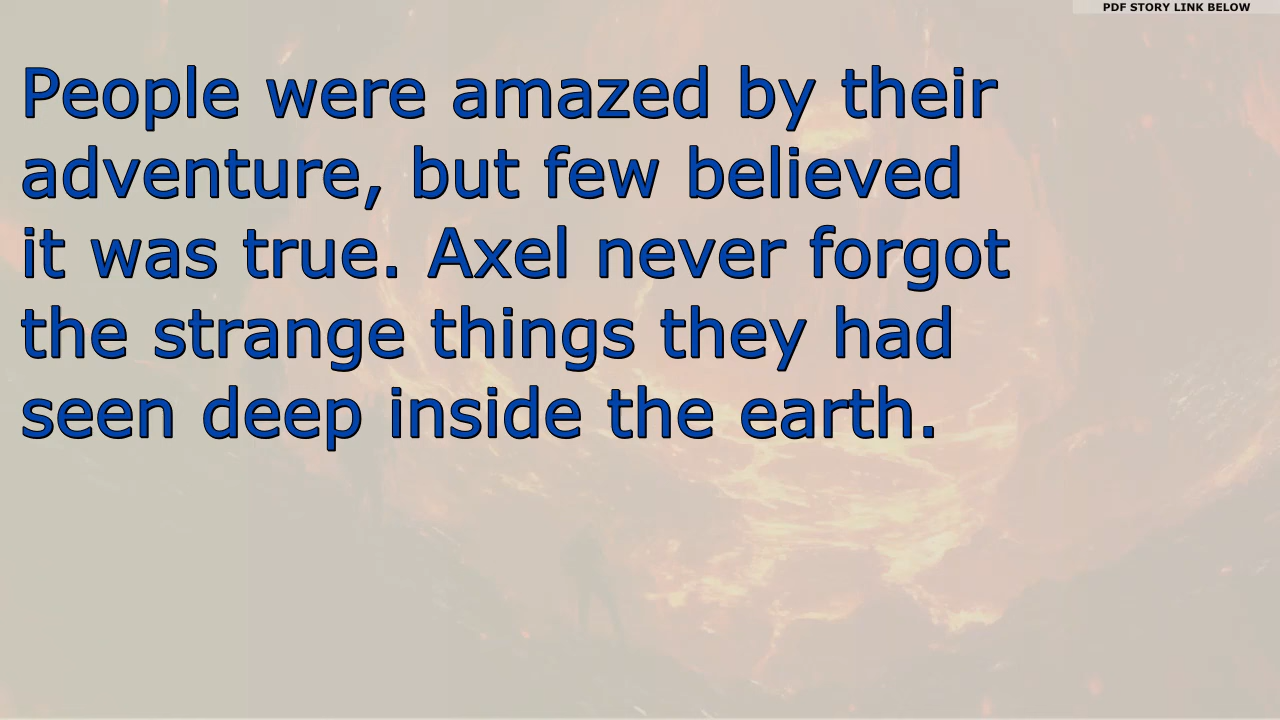 PDF STORY LINK BELOW
People were amazed by their
adventure, but few believed
it was true. Axel never forgot
the strange things they had
seen deep inside the earth.